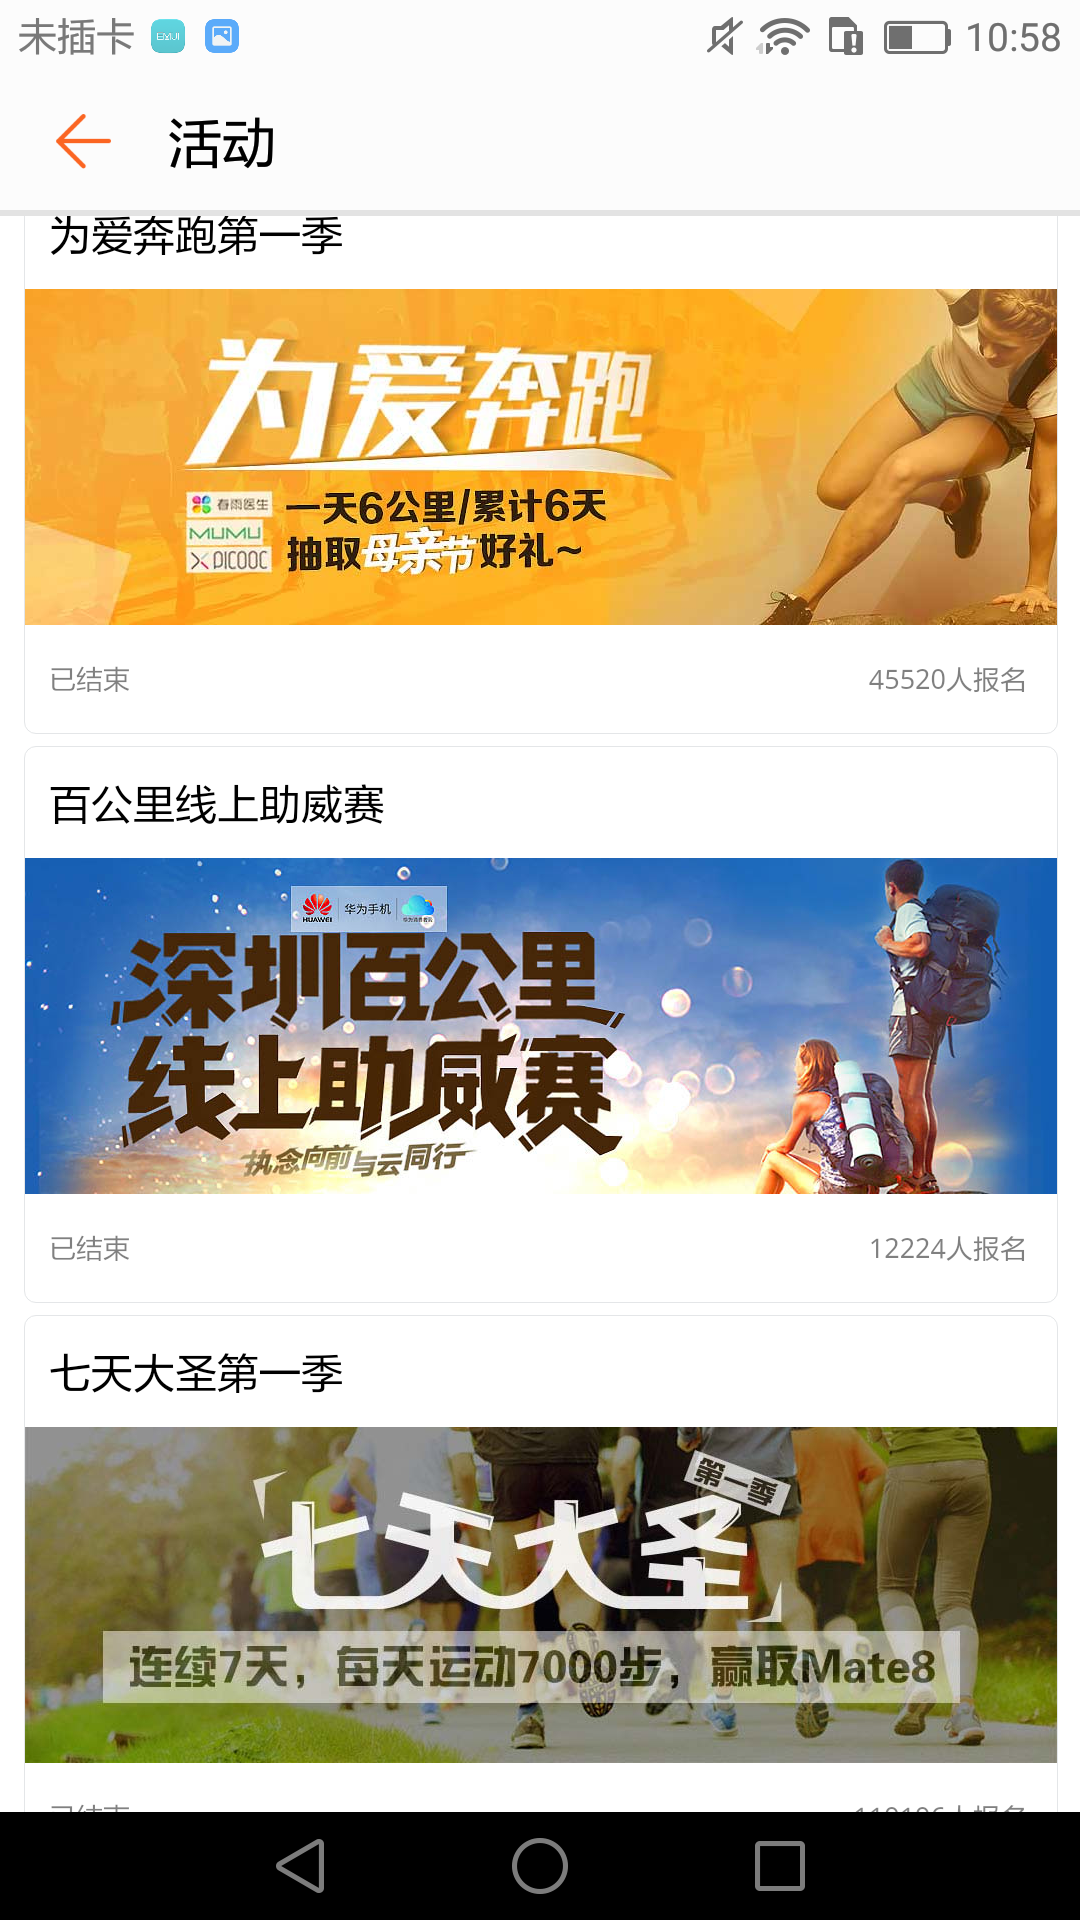 未插卡 EMUI 10:58
活动
为爱奔跑第一季
为爱奔跑
春雨医生
MUMU
PICOOC
一天6公里/累计6天
抽取母亲节好礼~
已结束 45520人报名
百公里线上助威赛
HUAWEI 华为手机
深圳百公里
线上助威赛
执念向前与云同行
已结束 12224人报名
七天大圣第一季
第一季
七天大圣
连续7天，每天运动7000步，赢取Mate8